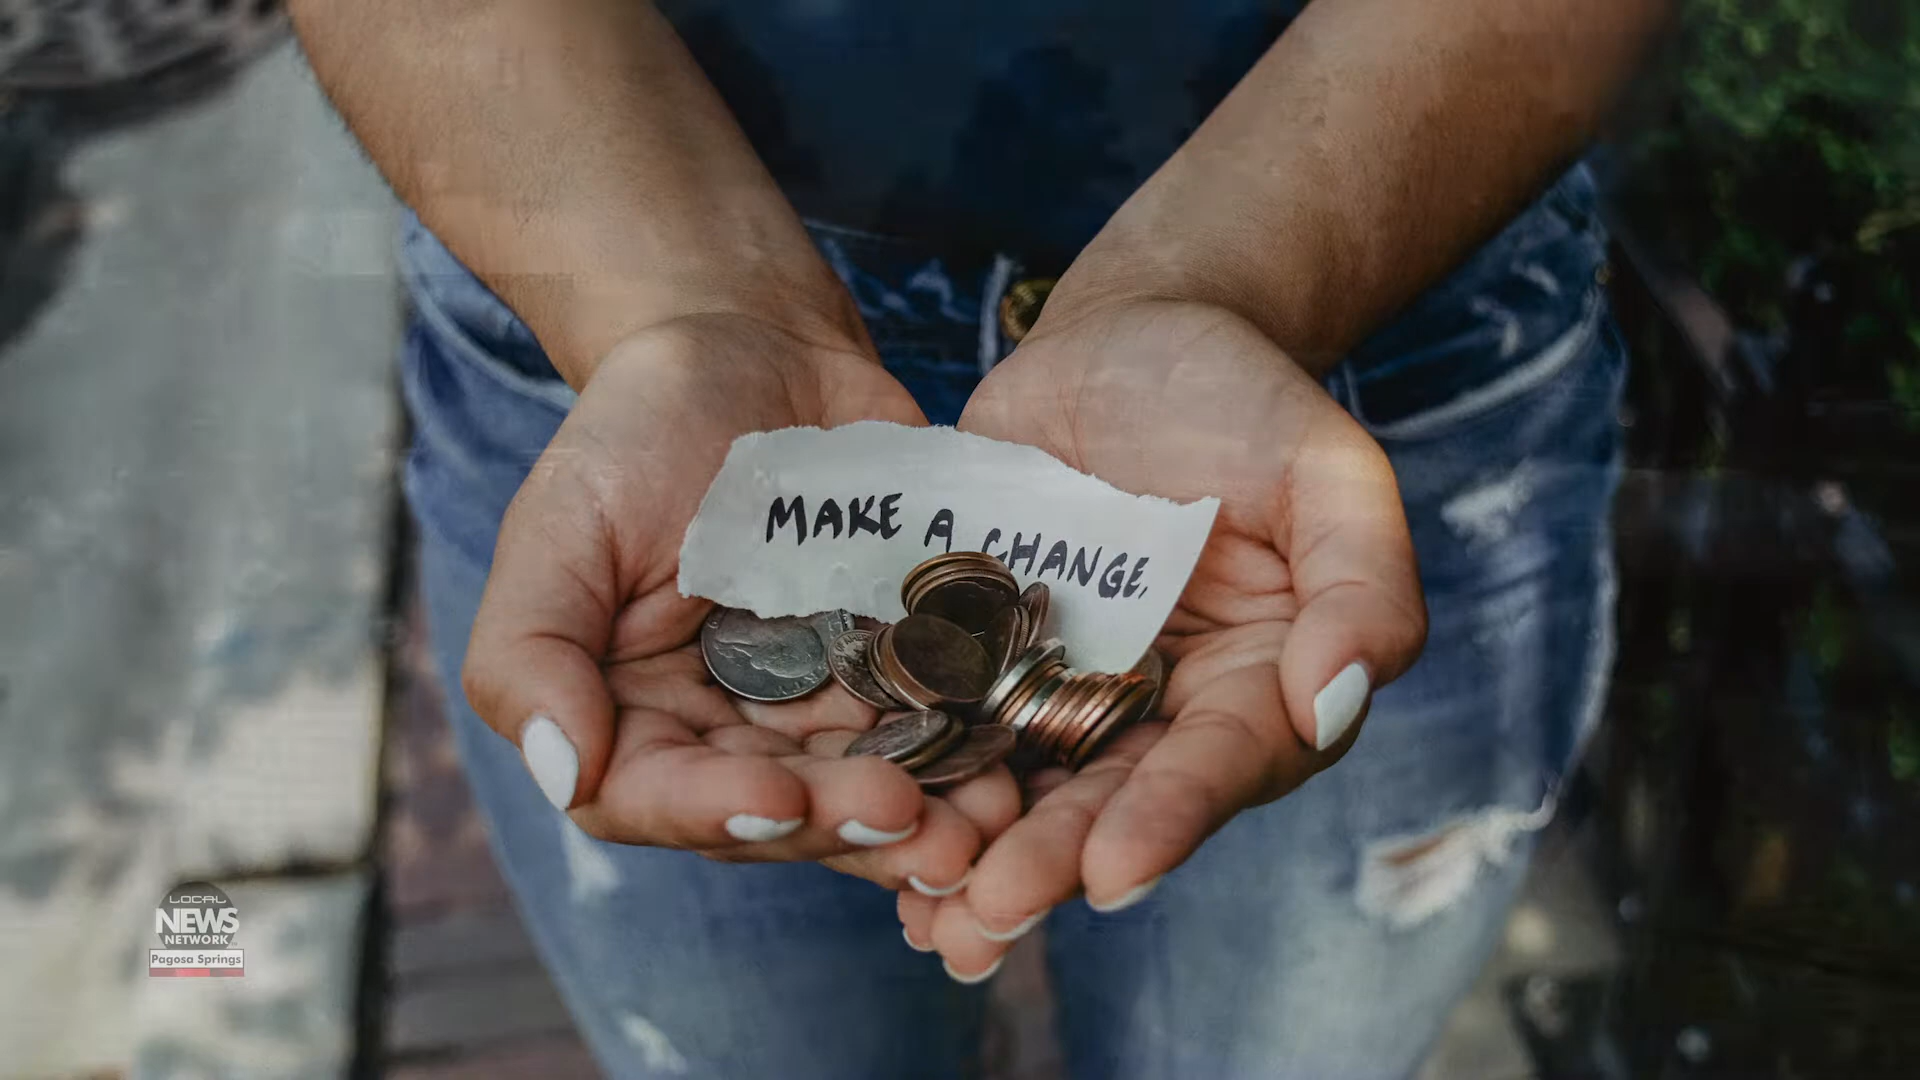 MAKE A CHANGE.
LOCAL
NEWS
NETWORK
Pagosa Springs